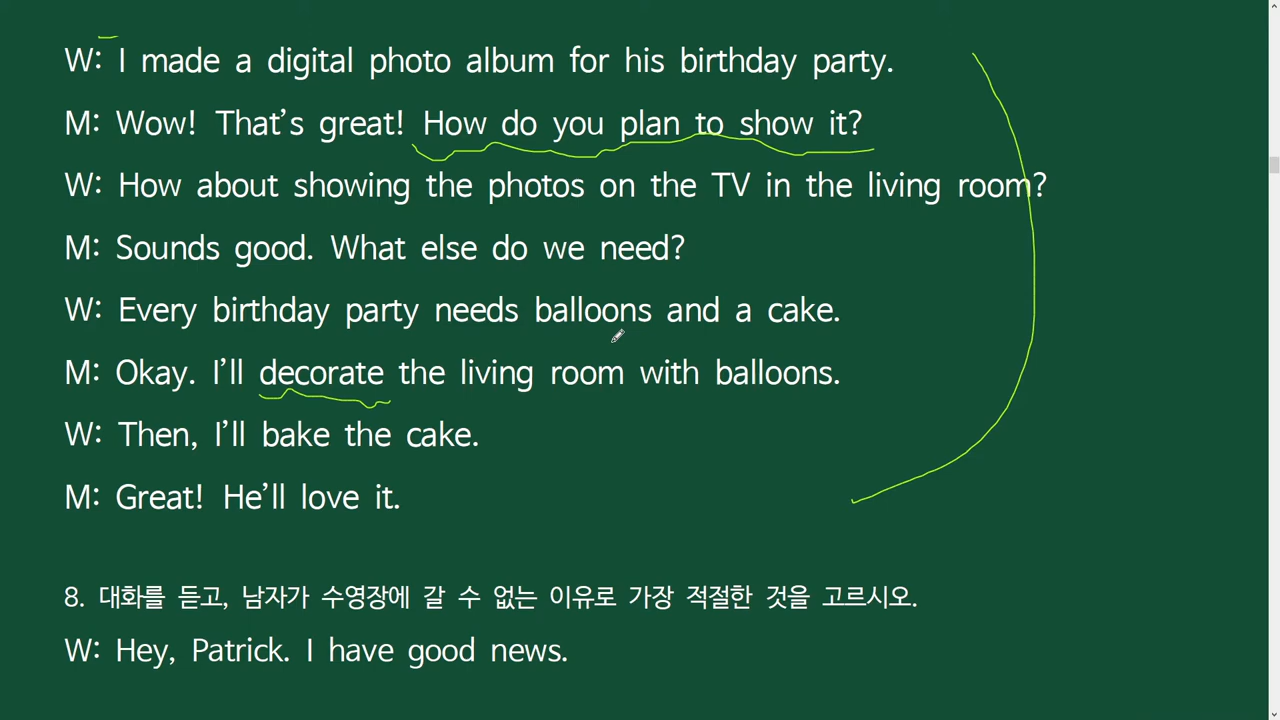 W: I made a digital photo album for his birthday party.
M: Wow! That's great! How do you plan to show it?
W: How about showing the photos on the TV in the living room?
M: Sounds good. What else do we need?
W: Every birthday party needs balloons and a cake.
M: Okay. I'll decorate the living room with balloons.
W: Then, I'll bake the cake.
M: Great! He'll love it.
8. 대화를 듣고, 남자가 수영장에 갈 수 없는 이유로 가장 적절한 것을 고르시오.
W: Hey, Patrick. I have good news.